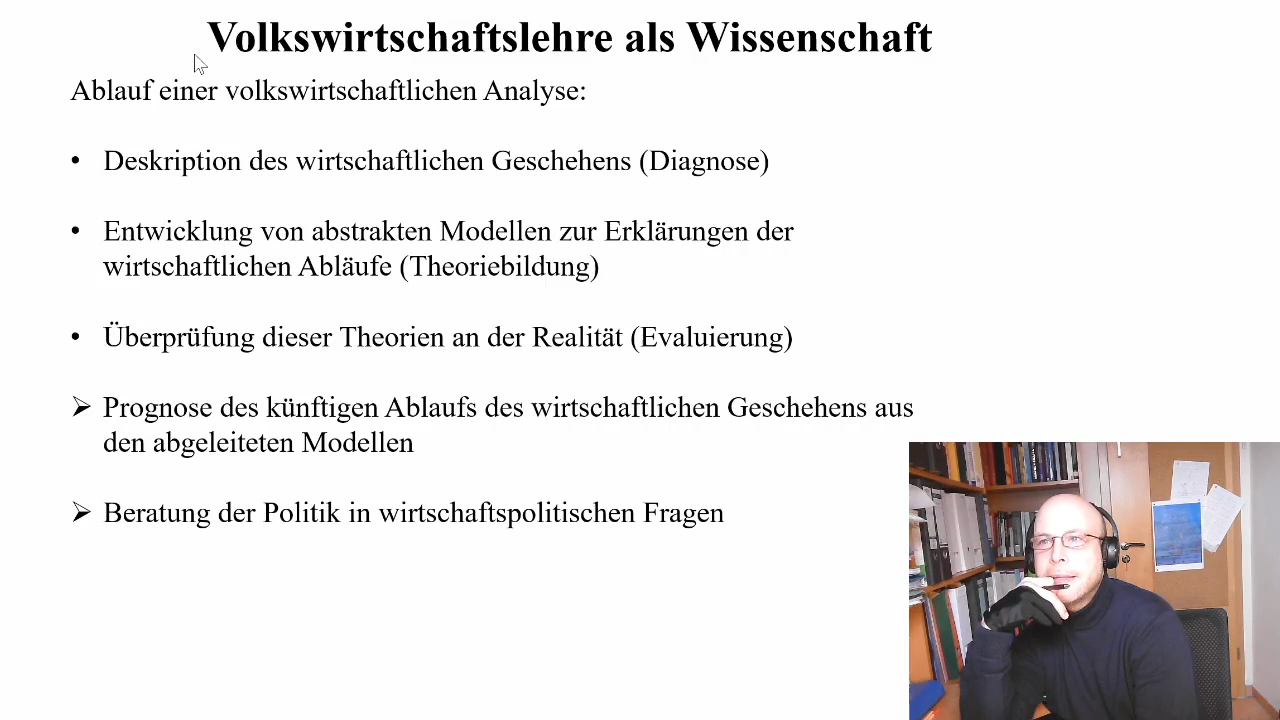 Volkswirtschaftslehre als Wissenschaft
Ablauf einer volkswirtschaftlichen Analyse:
• Deskription des wirtschaftlichen Geschehens (Diagnose)
• Entwicklung von abstrakten Modellen zur Erklärungen der
wirtschaftlichen Abläufe (Theoriebildung)
• Überprüfung dieser Theorien an der Realität (Evaluierung)
➢ Prognose des künftigen Ablaufs des wirtschaftlichen Geschehens aus
den abgeleiteten Modellen
➢ Beratung der Politik in wirtschaftspolitischen Fragen